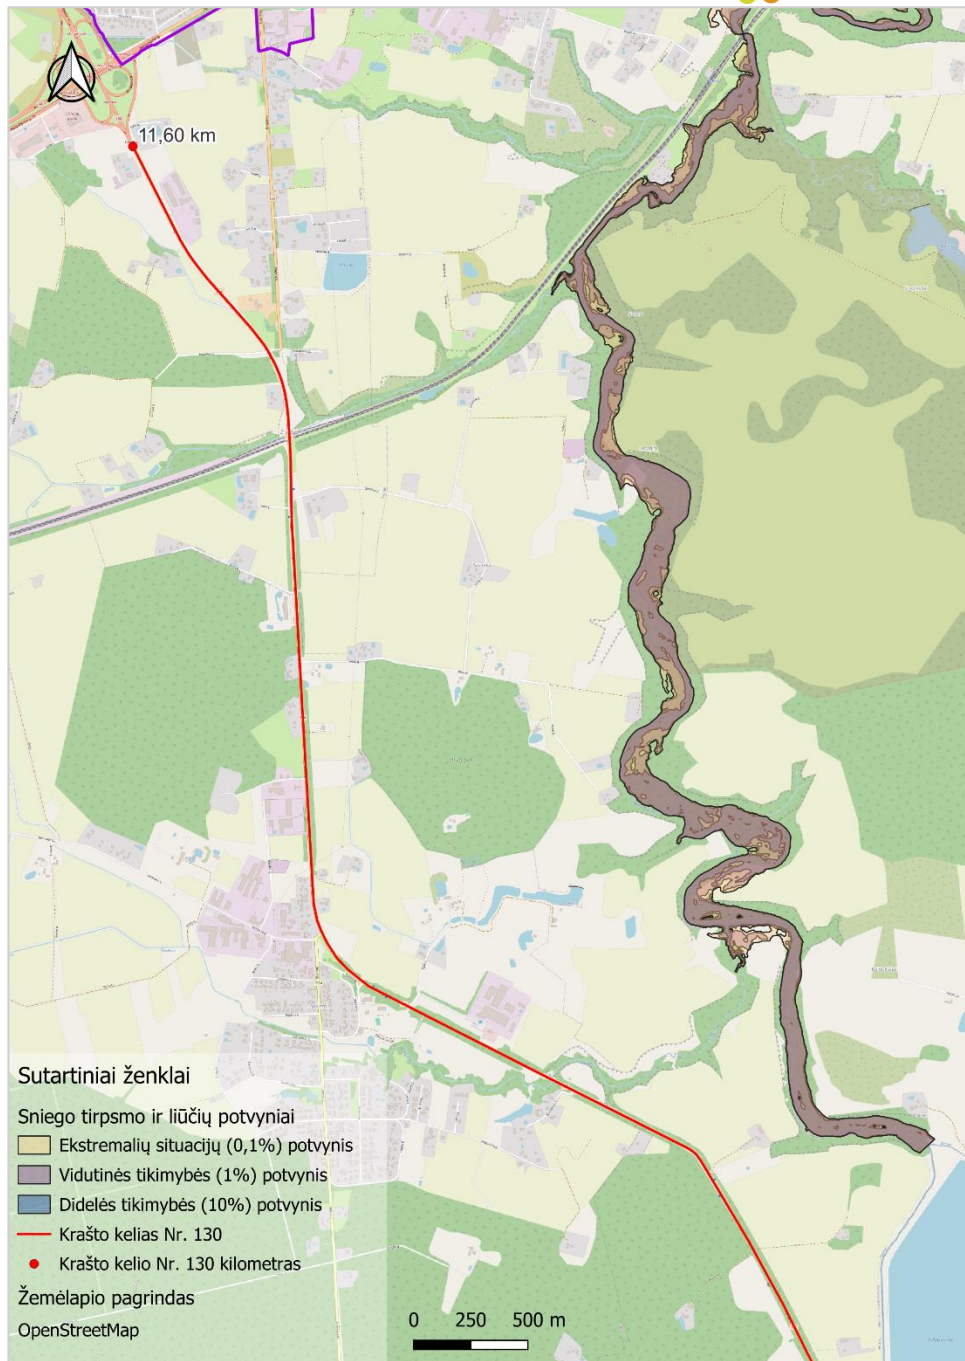 11,60 km
Sutartiniai ženklai
Sniego tirpsmo ir liūčių potvyniai
Ekstremalių situacijų (0,1%) potvynis
Vidutinės tikimybės (1%) potvynis
Didelės tikimybės (10%) potvynis
Krašto kelias Nr. 130
Krašto kelio Nr. 130 kilometras
Žemėlapio pagrindas
OpenStreetMap
0 250 500 m